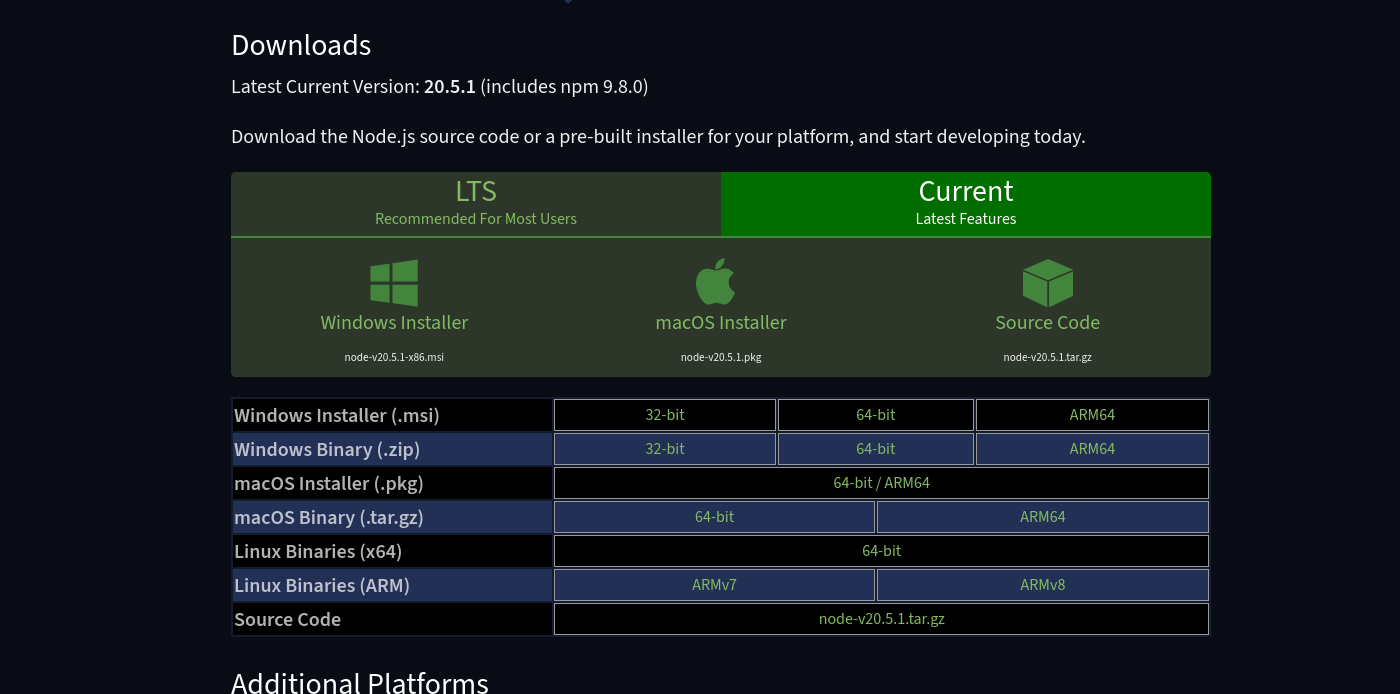 Downloads
Latest Current Version: 20.5.1 (includes npm 9.8.0)
Download the Node.js source code or a pre-built installer for your platform, and start developing today.
LTS
Recommended For Most Users
Current
Latest Features
Windows Installer
node-v20.5.1-x86.msi
macOS Installer
node-v20.5.1.pkg
Source Code
node-v20.5.1.tar.gz
Windows Installer (.msi) 32-bit 64-bit ARM64
Windows Binary (.zip) 32-bit 64-bit ARM64
macOS Installer (.pkg) 64-bit / ARM64
macOS Binary (.tar.gz) 64-bit ARM64
Linux Binaries (x64) 64-bit
Linux Binaries (ARM) ARMv7 ARMv8
Source Code node-v20.5.1.tar.gz
Additional Platforms